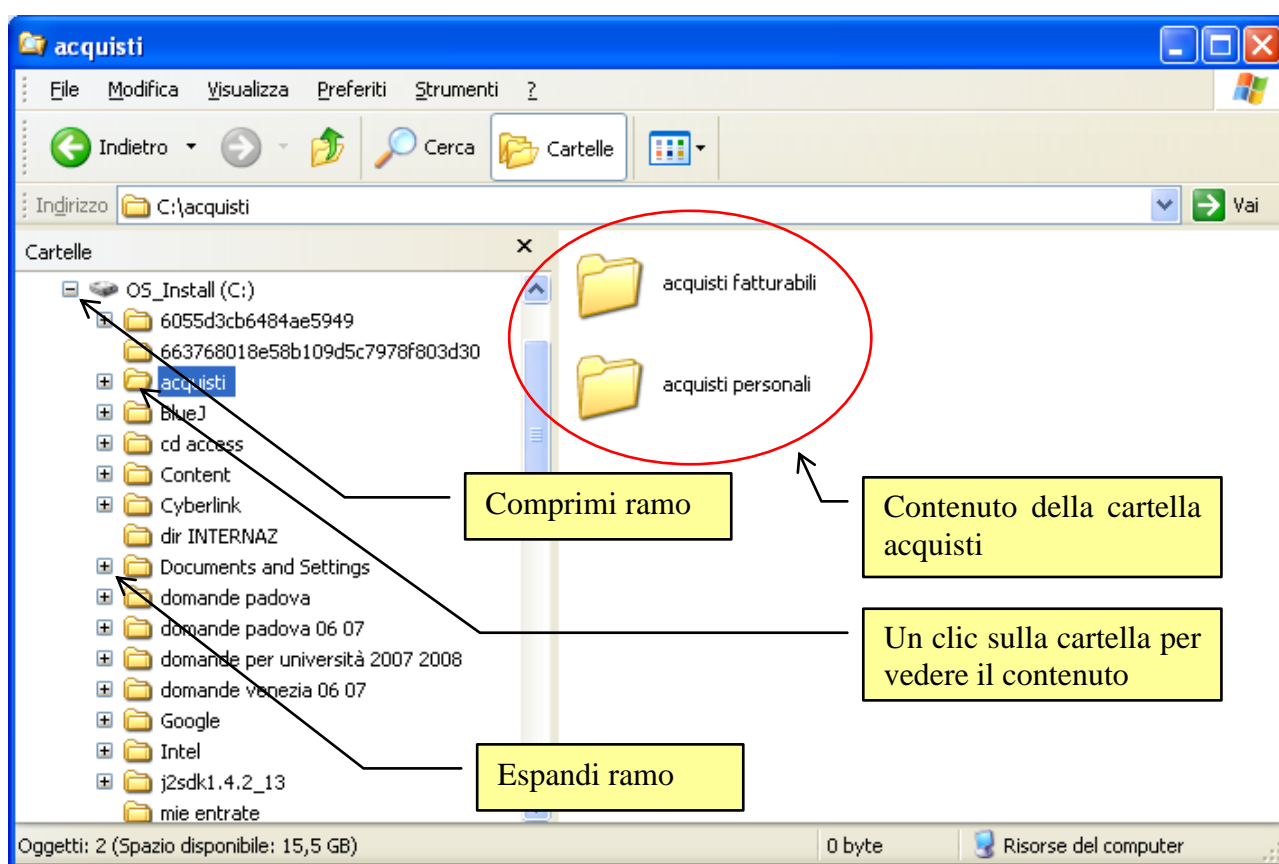 acquisti
File Modifica Visualizza Preferiti Strumenti ?
Indietro Cerca Cartelle
Indirizzo C:\acquisti Vai
Cartelle
OS_Install (C:)
6055d3cb6484ae5949
663768018e58b109d5c7978f803d30
acquisti
BlueJ
cd access
Content
Cyberlink
dir INTERNAZ
Documents and Settings
domande padova
domande padova 06 07
domande per università 2007 2008
domande venezia 06 07
Google
Intel
j2sdk1.4.2_13
mie entrate
acquisti fatturabili
acquisti personali
Comprimi ramo
Contenuto della cartella
acquisti
Un clic sulla cartella per
vedere il contenuto
Espandi ramo
Oggetti: 2 (Spazio disponibile: 15,5 GB) 0 byte Risorse del computer